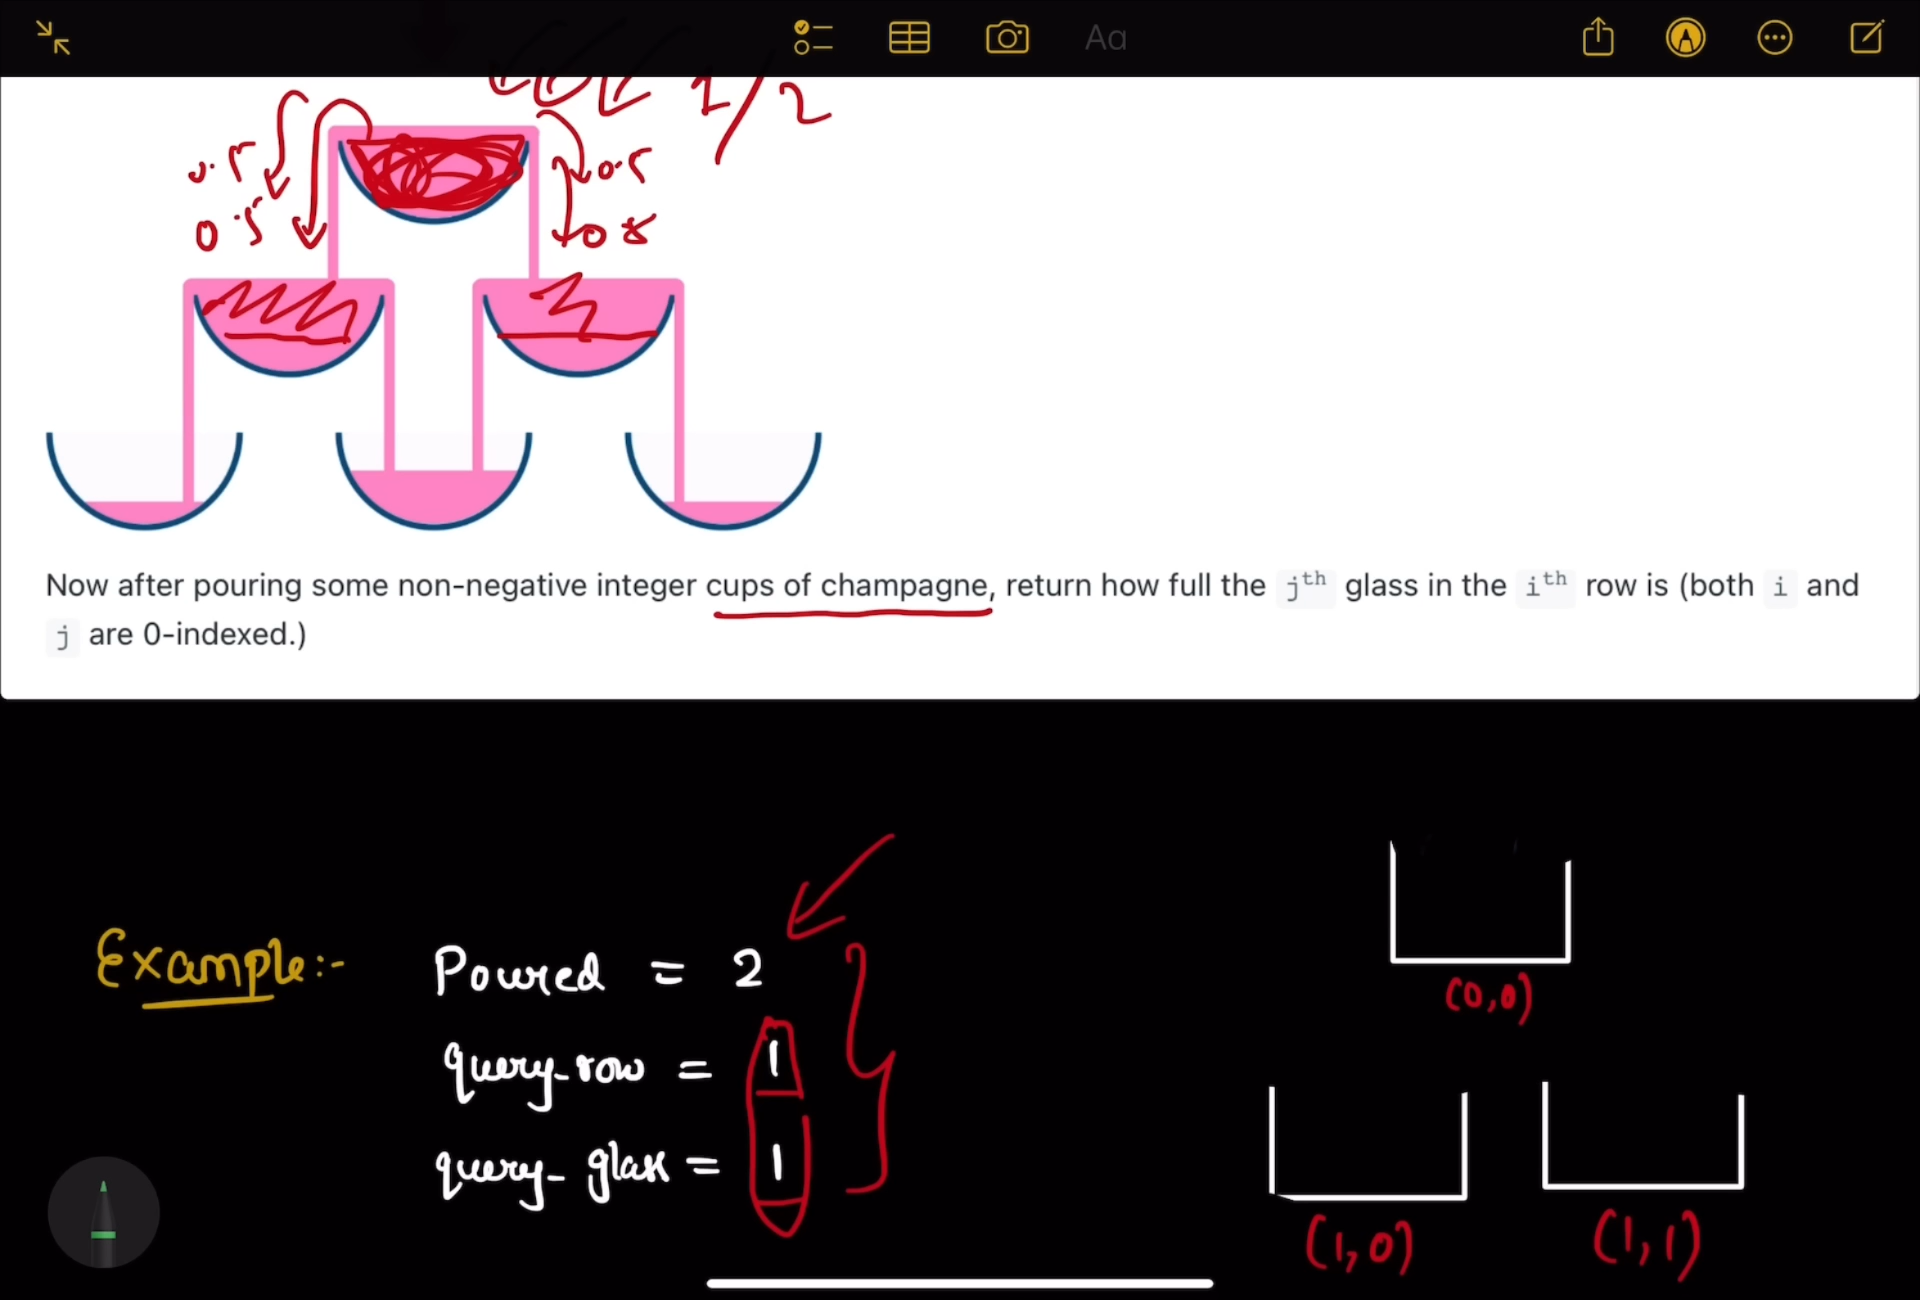 Aa
1/2
0.5
0.5
0.5
Now after pouring some non-negative integer cups of champagne, return how full the jth glass in the ith row is (both i and
j are 0-indexed.)
Example:-
Poured = 2
query-row = 1
query-glass = 1
(0,0)
(1,0)
(1,1)